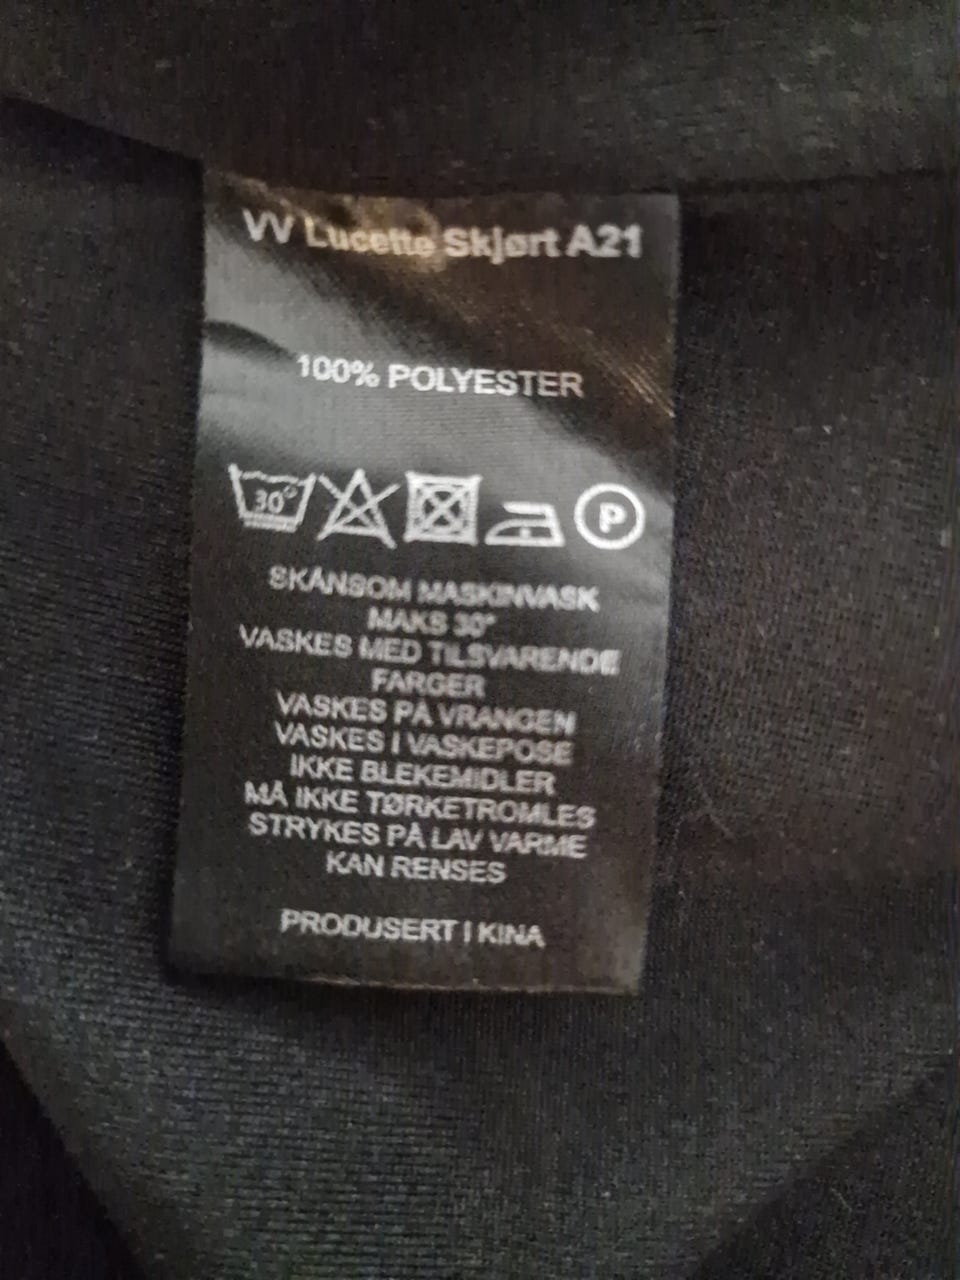 VV Lucette Skjørt A21
100% POLYESTER
30° P
SKÅNSOM MASKINVASK
MAKS 30°
VASKES MED TILSVARENDE
FARGER
VASKES PÅ VRANGEN
VASKES I VASKEPOSE
IKKE BLEKEMIDLER
MÅ IKKE TØRKETROMLES
STRYKES PÅ LAV VARME
KAN RENSES
PRODUSERT I KINA